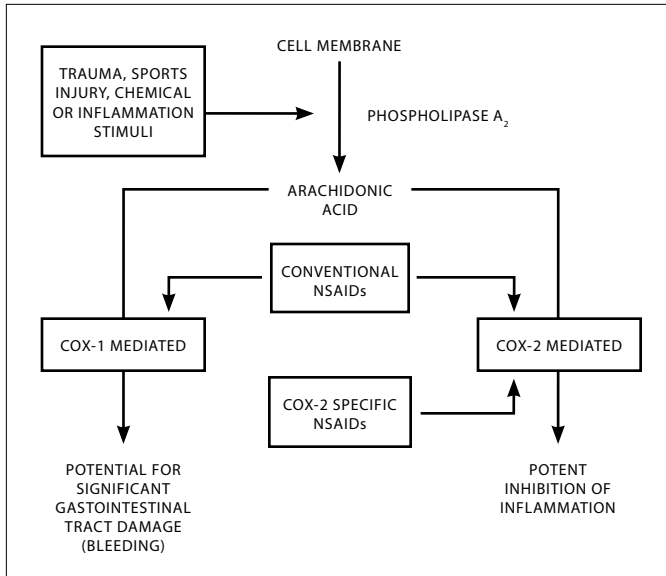 CELL MEMBRANE
TRAUMA, SPORTS
INJURY, CHEMICAL
OR INFLAMMATION
STIMULI
PHOSPHOLIPASE A₂
ARACHIDONIC
ACID
CONVENTIONAL
NSAIDs
COX-1 MEDIATED
COX-2 MEDIATED
COX-2 SPECIFIC
NSAIDs
POTENTIAL FOR
SIGNIFICANT
GASTOINTESTINAL
TRACT DAMAGE
(BLEEDING)
POTENT
INHIBITION OF
INFLAMMATION